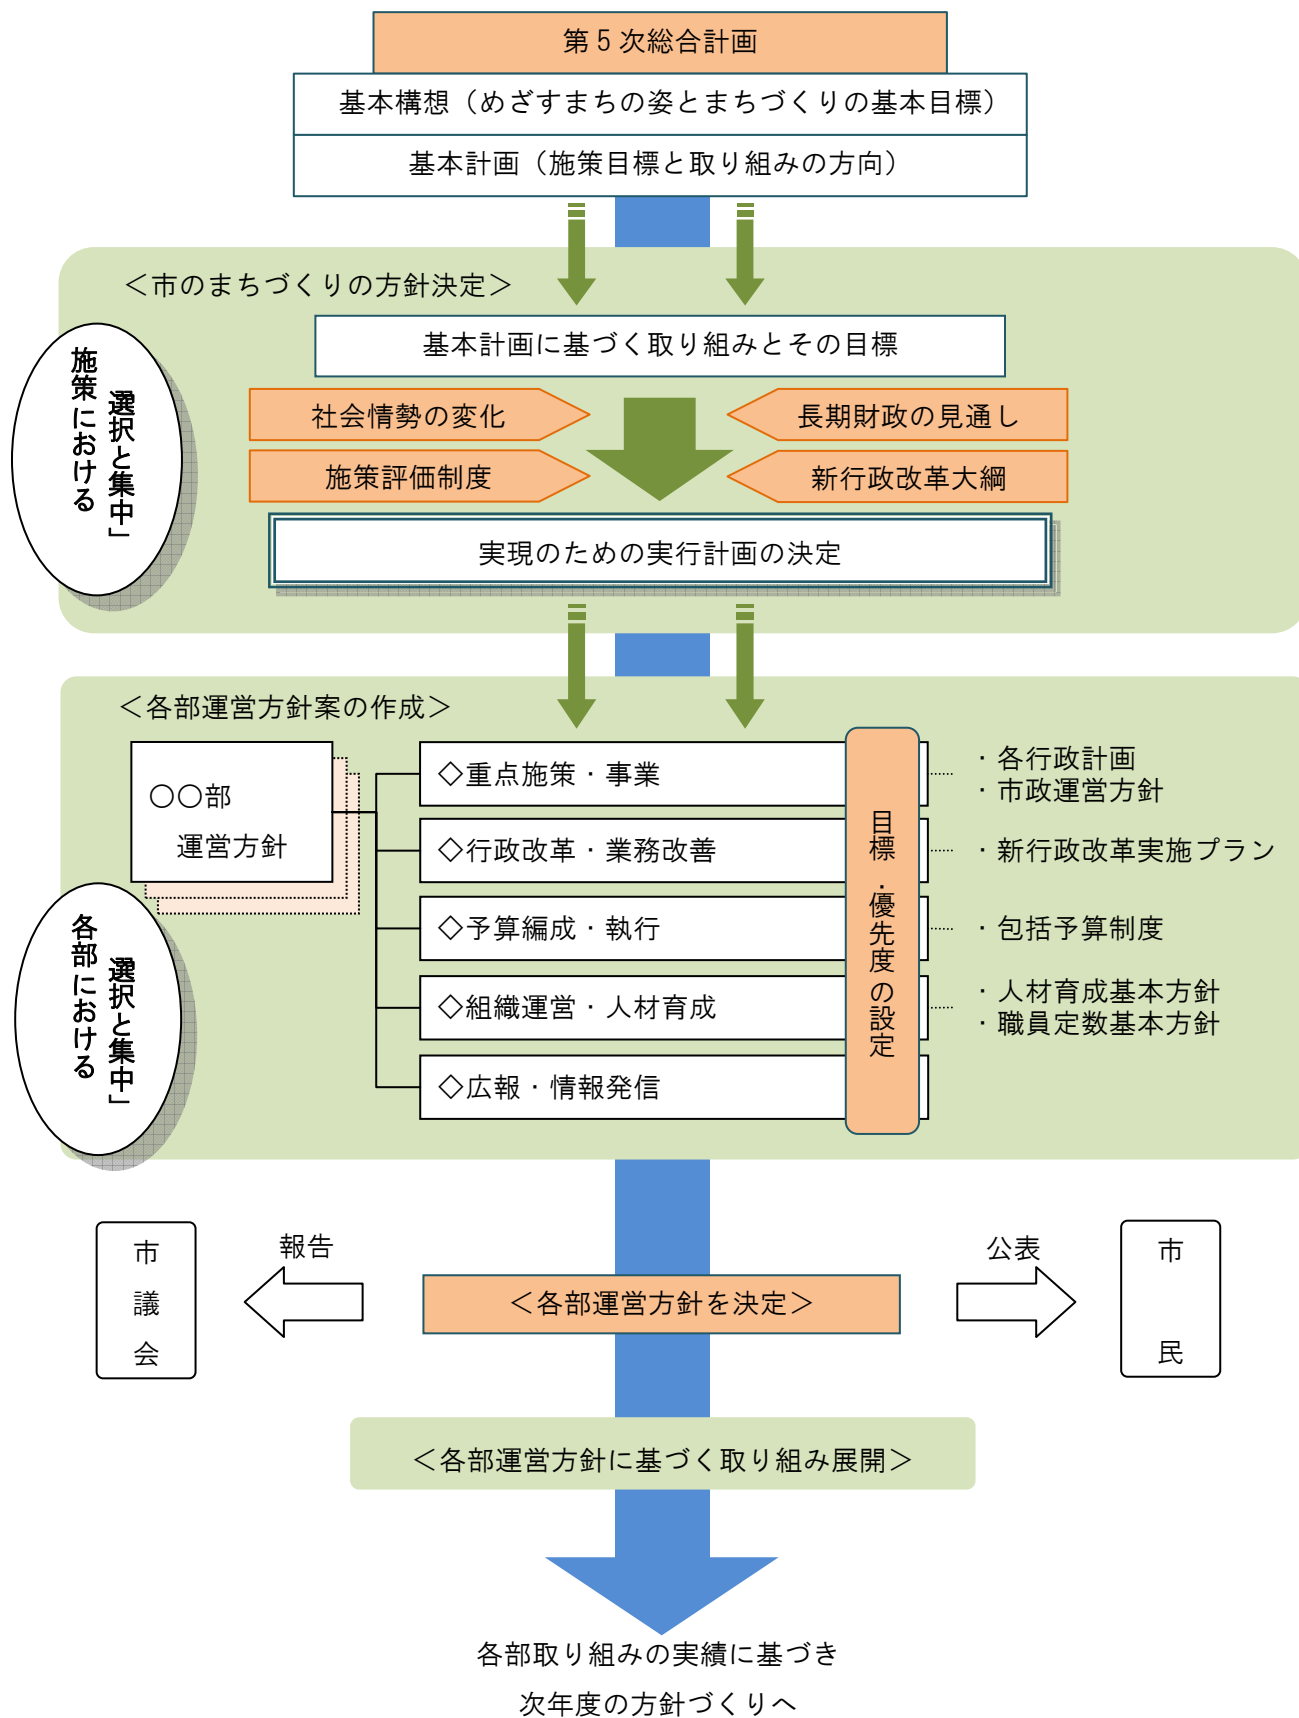 第5次総合計画
基本構想（めざすまちの姿とまちづくりの基本目標）
基本計画（施策目標と取り組みの方向）
＜市のまちづくりの方針決定＞
施策における
選択と集中」
基本計画に基づく取り組みとその目標
社会情勢の変化
長期財政の見通し
施策評価制度
新行政改革大綱
実現のための実行計画の決定
＜各部運営方針案の作成＞
〇〇部
運営方針
各部における
選択と集中」
◇重点施策・事業
◇行政改革・業務改善
◇予算編成・執行
◇組織運営・人材育成
◇広報・情報発信
目標・優先度の設定
・各行政計画
・市政運営方針
・新行政改革実施プラン
・包括予算制度
・人材育成基本方針
・職員定数基本方針
市議会
報告
＜各部運営方針を決定＞
公表
市民
＜各部運営方針に基づく取り組み展開＞
各部取り組みの実績に基づき
次年度の方針づくりへ